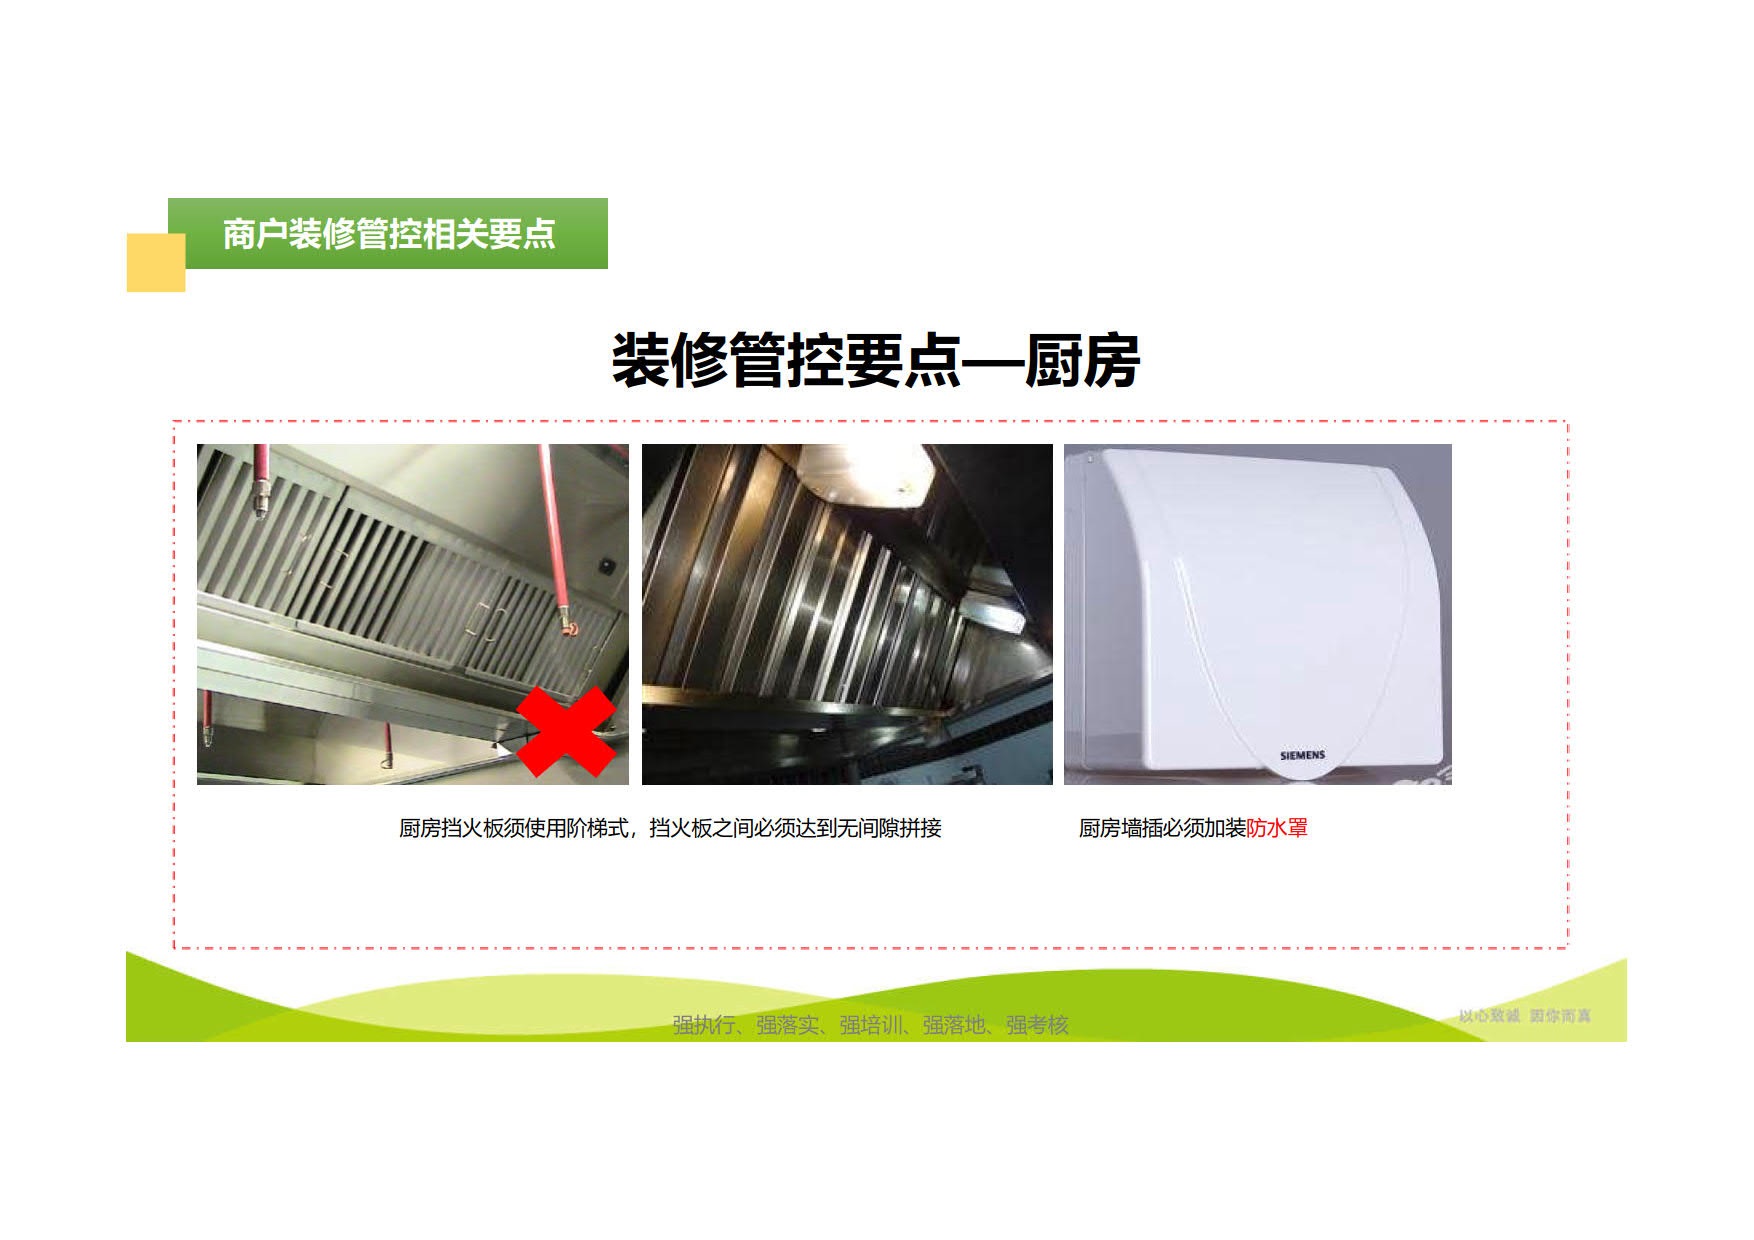 商户装修管控相关要点
装修管控要点—厨房
SIEMENS
厨房挡火板须使用阶梯式，挡火板之间必须达到无间隙拼接
厨房墙插必须加装防水罩
强执行、强落实、强培训、强落地、强考核
以心致诚 因你而真